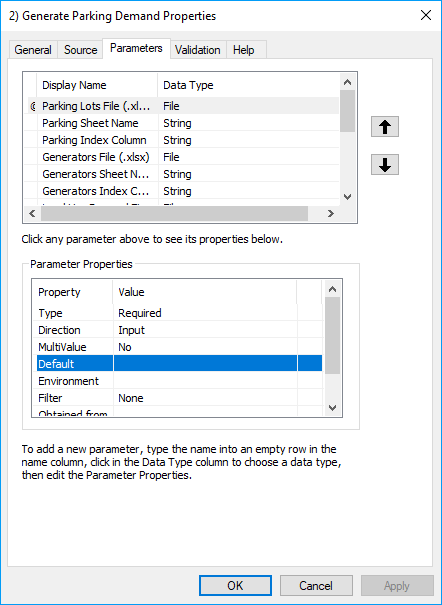 2) Generate Parking Demand Properties
General Source Parameters Validation Help
Display Name Data Type
Parking Lots File (.xl... File
Parking Sheet Name String
Parking Index Column String
Generators File (.xlsx) File
Generators Sheet N... String
Generators Index C... String
Click any parameter above to see its properties below.
Parameter Properties
Property Value
Type Required
Direction Input
MultiValue No
Default
Environment
Filter None
Obtained from
To add a new parameter, type the name into an empty row in the
name column, click in the Data Type column to choose a data type,
then edit the Parameter Properties.
OK Cancel Apply